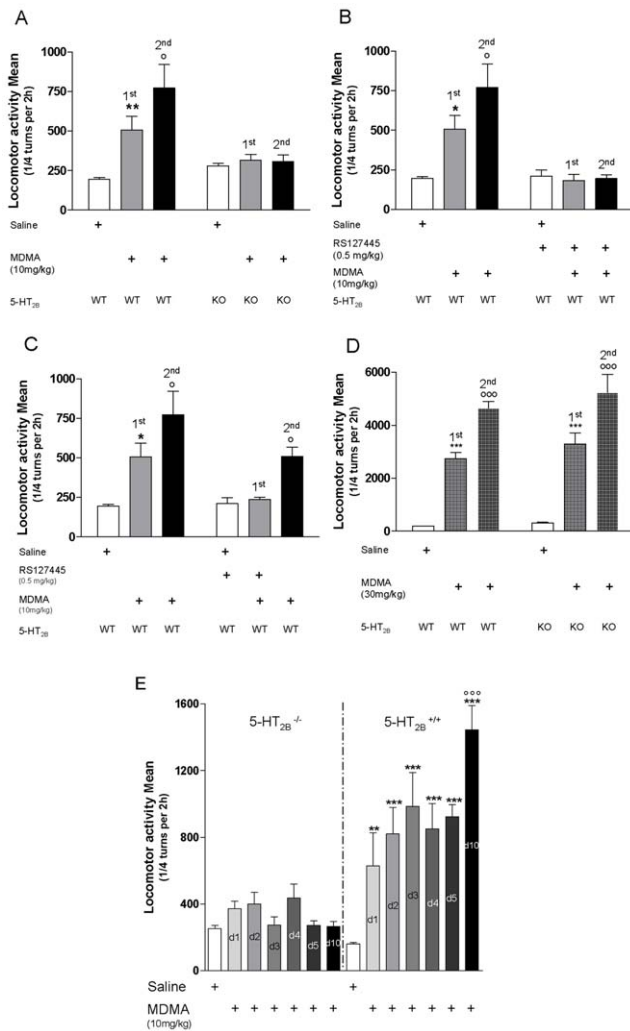 A
Locomotor activity Mean
(1/4 turns per 2h)
1000
750
500
250
0
1st
**
2nd
°
1st
2nd
Saline
+ +
MDMA
(10mg/kg)
+ + + +
5-HT2B
WT WT WT KO KO KO
B
Locomotor activity Mean
(1/4 turns per 2h)
1000
750
500
250
0
1st
*
2nd
°
1st
2nd
Saline
+ +
RS127445
(0.5 mg/kg)
+ + +
MDMA
(10mg/kg)
+ + + +
5-HT2B
WT WT WT WT WT WT
C
Locomotor activity Mean
(1/4 turns per 2h)
1000
750
500
250
0
1st
*
2nd
°
1st
2nd
°
Saline
+ +
RS127445
(0.5 mg/kg)
+ +
MDMA
(10mg/kg)
+ + + +
5-HT2B
WT WT WT WT WT WT
D
Locomotor activity Mean
(1/4 turns per 2h)
6000
4000
2000
0
1st
***
2nd
°°°
1st
***
2nd
°°°
Saline
+ +
MDMA
(30mg/kg)
+ + + +
5-HT2B
WT WT WT KO KO KO
E
Locomotor activity Mean
(1/4 turns per 2h)
1600
1200
800
400
0
5-HT2B -/-
5-HT2B +/+
d1 d2 d3 d4 d5 d10
**
***
***
***
***
°°°
***
d1 d2 d3 d4 d5 d10
Saline
+ +
MDMA
(10mg/kg)
+ + + + + + + + + + + +